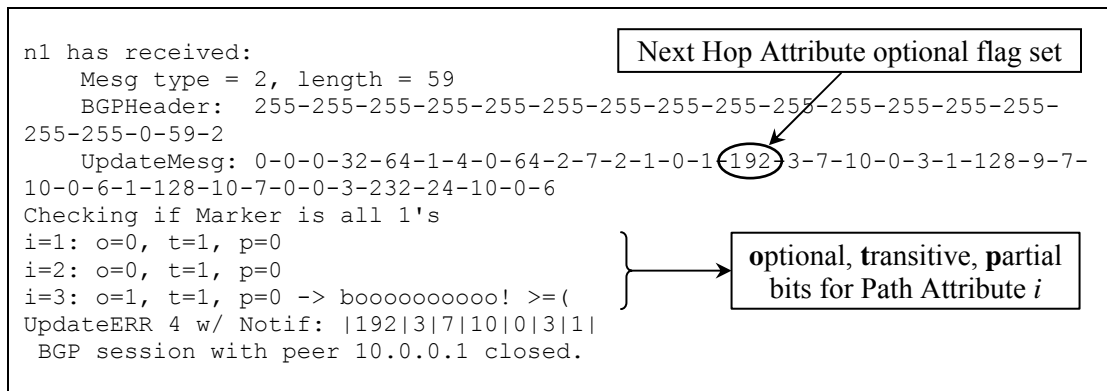 n1 has received:
Next Hop Attribute optional flag set
    Mesg type = 2, length = 59
    BGPHeader:  255-255-255-255-255-255-255-255-255-255-255-255-255-255-
255-255-0-59-2
    UpdateMesg: 0-0-0-32-64-1-4-0-64-2-7-2-1-0-1-192-3-7-10-0-3-1-128-9-7-
10-0-6-1-128-10-7-0-0-3-232-24-10-0-6
Checking if Marker is all 1's
i=1: o=0, t=1, p=0
i=2: o=0, t=1, p=0
i=3: o=1, t=1, p=0 -> boooooooooo! >=(
optional, transitive, partial
bits for Path Attribute i
UpdateERR 4 w/ Notif: |192|3|7|10|0|3|1|
 BGP session with peer 10.0.0.1 closed.